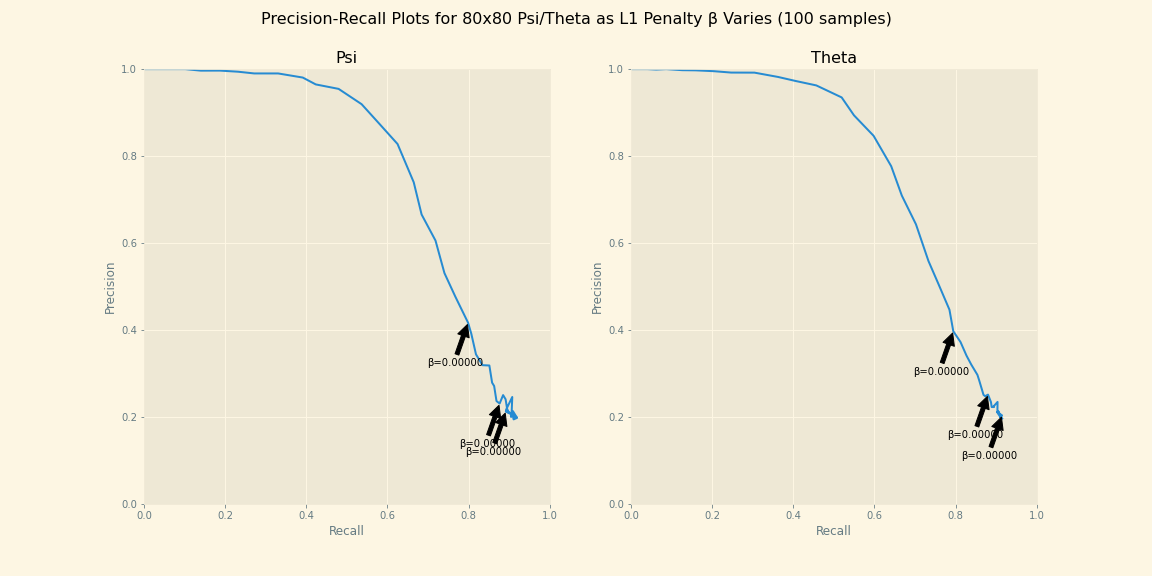 Precision-Recall Plots for 80x80 Psi/Theta as L1 Penalty β Varies (100 samples)
Psi
1.0
0.8
0.6
0.4
0.2
0.0
Precision
β=0.00000
β=0.00000
β=0.00000
0.0 0.2 0.4 0.6 0.8 1.0
Recall
Theta
1.0
0.8
0.6
0.4
0.2
0.0
Precision
β=0.00000
β=0.00000
β=0.00000
0.0 0.2 0.4 0.6 0.8 1.0
Recall